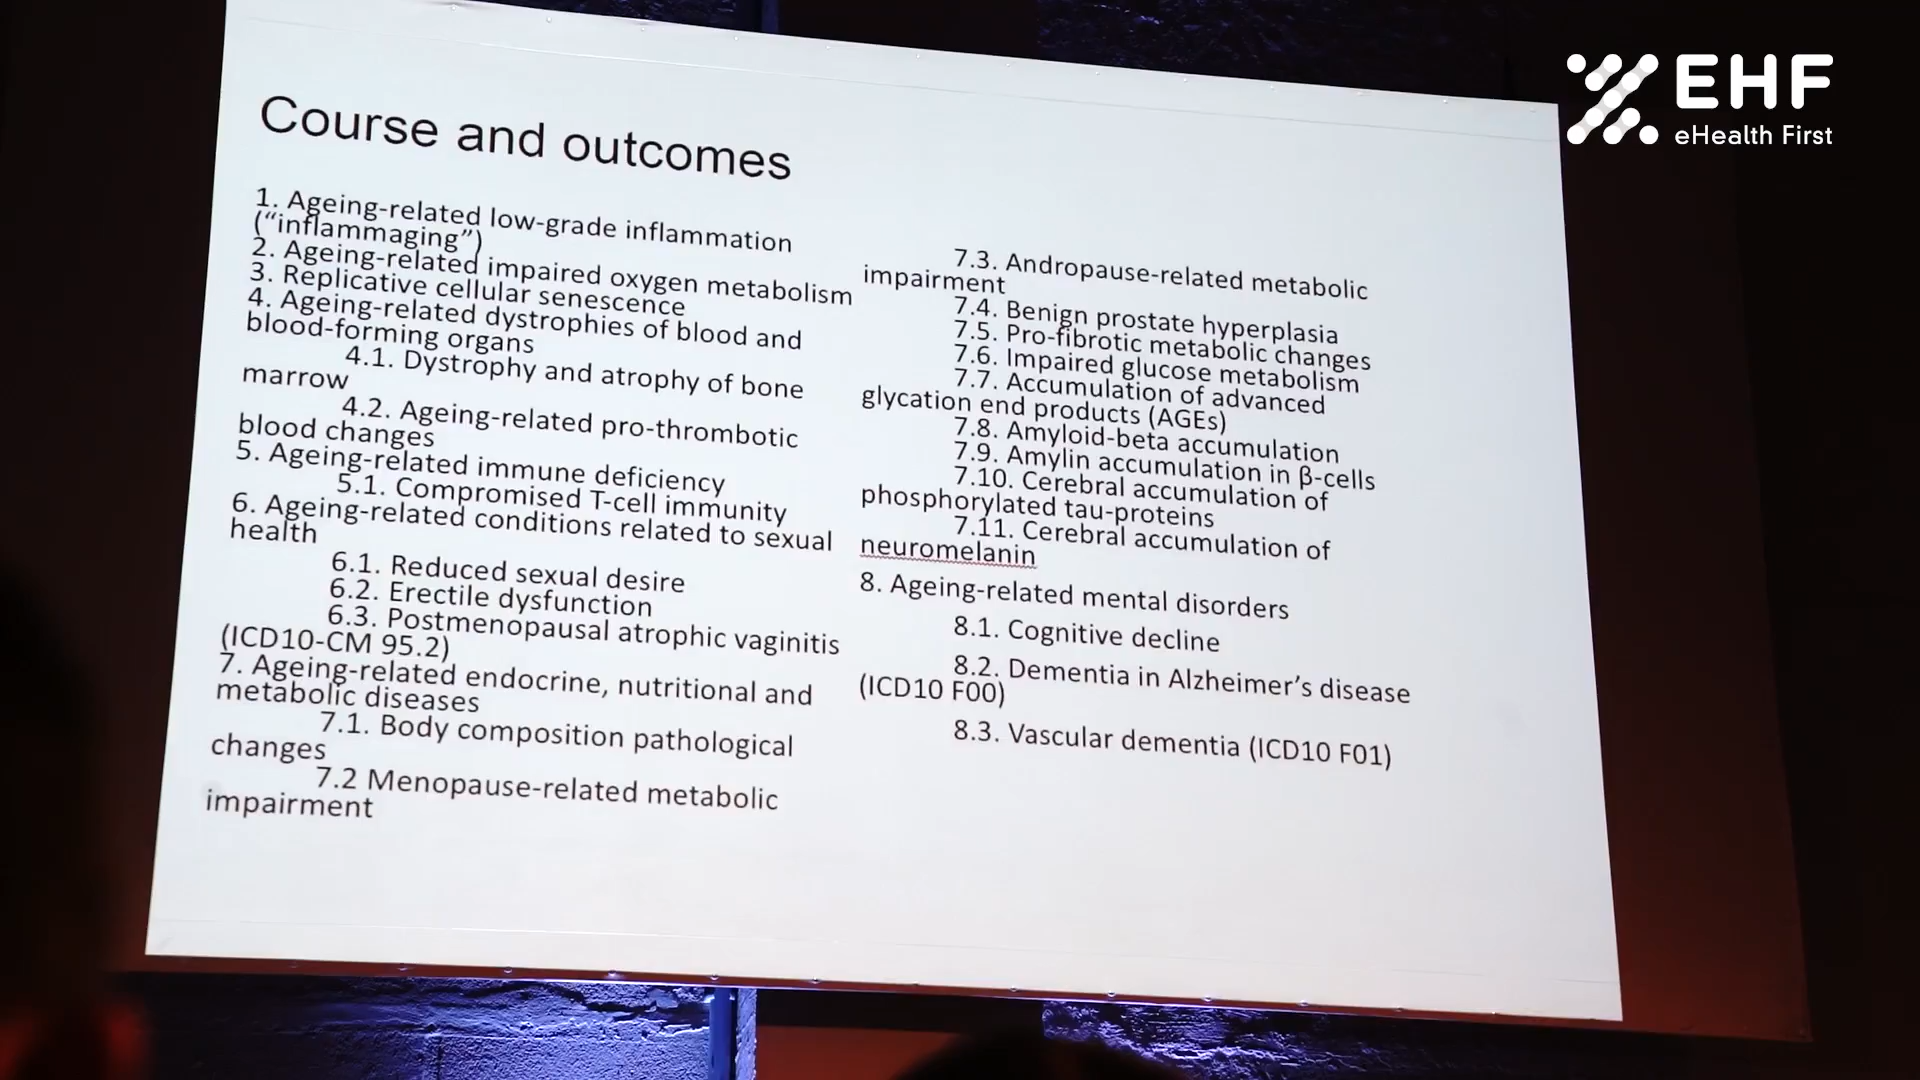 EHF
eHealth First
Course and outcomes
1. Ageing-related low-grade inflammation
(“inflammaging”)
2. Ageing-related impaired oxygen metabolism
3. Replicative cellular senescence
4. Ageing-related dystrophies of blood and
blood-forming organs
4.1. Dystrophy and atrophy of bone
marrow
4.2. Ageing-related pro-thrombotic
blood changes
5. Ageing-related immune deficiency
5.1. Compromised T-cell immunity
6. Ageing-related conditions related to sexual
health
6.1. Reduced sexual desire
6.2. Erectile dysfunction
6.3. Postmenopausal atrophic vaginitis
(ICD10-CM 95.2)
7. Ageing-related endocrine, nutritional and
metabolic diseases
7.1. Body composition pathological
changes
7.2 Menopause-related metabolic
impairment
7.3. Andropause-related metabolic
impairment
7.4. Benign prostate hyperplasia
7.5. Pro-fibrotic metabolic changes
7.6. Impaired glucose metabolism
7.7. Accumulation of advanced
glycation end products (AGEs)
7.8. Amyloid-beta accumulation
7.9. Amylin accumulation in β-cells
7.10. Cerebral accumulation of
phosphorylated tau-proteins
7.11. Cerebral accumulation of
neuromelanin
8. Ageing-related mental disorders
8.1. Cognitive decline
8.2. Dementia in Alzheimer’s disease
(ICD10 F00)
8.3. Vascular dementia (ICD10 F01)